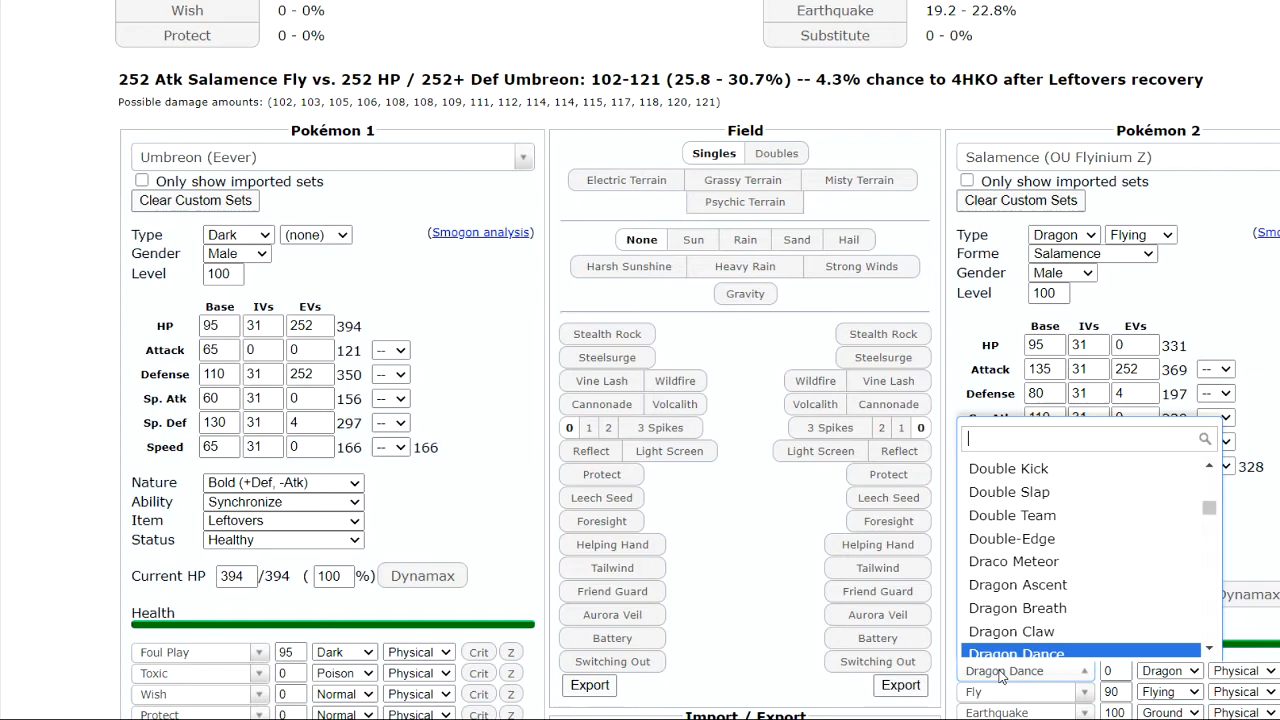 Wish 0 - 0% Earthquake 19.2 - 22.8%
Protect 0 - 0% Substitute 0 - 0%
252 Atk Salamence Fly vs. 252 HP / 252+ Def Umbreon: 102-121 (25.8 - 30.7%) -- 4.3% chance to 4HKO after Leftovers recovery
Possible damage amounts: (102, 103, 105, 106, 108, 108, 109, 111, 112, 114, 114, 115, 117, 118, 120, 121)
Pokémon 1
Umbreon (Eever)
Only show imported sets
Clear Custom Sets
Type Dark (none) (Smogon analysis)
Gender Male
Level 100
Base IVs EVs
HP 95 31 252 394
Attack 65 0 0 121 --
Defense 110 31 252 350 --
Sp. Atk 60 31 0 156 --
Sp. Def 130 31 4 297 --
Speed 65 31 0 166 -- 166
Nature Bold (+Def, -Atk)
Ability Synchronize
Item Leftovers
Status Healthy
Current HP 394 /394 ( 100 %) Dynamax
Health
Foul Play 95 Dark Physical Crit Z
Toxic 0 Poison Physical Crit Z
Wish 0 Normal Physical Crit Z
Protect 0 Normal Physical Crit Z
Field
Singles Doubles
Electric Terrain Grassy Terrain Misty Terrain
Psychic Terrain
None Sun Rain Sand Hail
Harsh Sunshine Heavy Rain Strong Winds
Gravity
Stealth Rock Stealth Rock
Steelsurge Steelsurge
Vine Lash Wildfire Wildfire Vine Lash
Cannonade Volcalith Volcalith Cannonade
0 1 2 3 Spikes 3 Spikes 2 1 0
Reflect Light Screen Light Screen Reflect
Protect Protect
Leech Seed Leech Seed
Foresight Foresight
Helping Hand Helping Hand
Tailwind Tailwind
Friend Guard Friend Guard
Aurora Veil Aurora Veil
Battery Battery
Switching Out Switching Out
Export Export
Import / Export
Pokémon 2
Salamence (OU Flyinium Z)
Only show imported sets
Clear Custom Sets
Type Dragon Flying (Smo
Forme Salamence
Gender Male
Level 100
Base IVs EVs
HP 95 31 0 331
Attack 135 31 252 369 --
Defense 80 31 4 197 --
328
Double Kick
Double Slap
Double Team
Double-Edge
Draco Meteor
Dragon Ascent
Dragon Breath
Dragon Claw
Dragon Dance
Dynamax
Dragon Dance 0 Dragon Physical
Fly 90 Flying Physical
Earthquake 100 Ground Physical